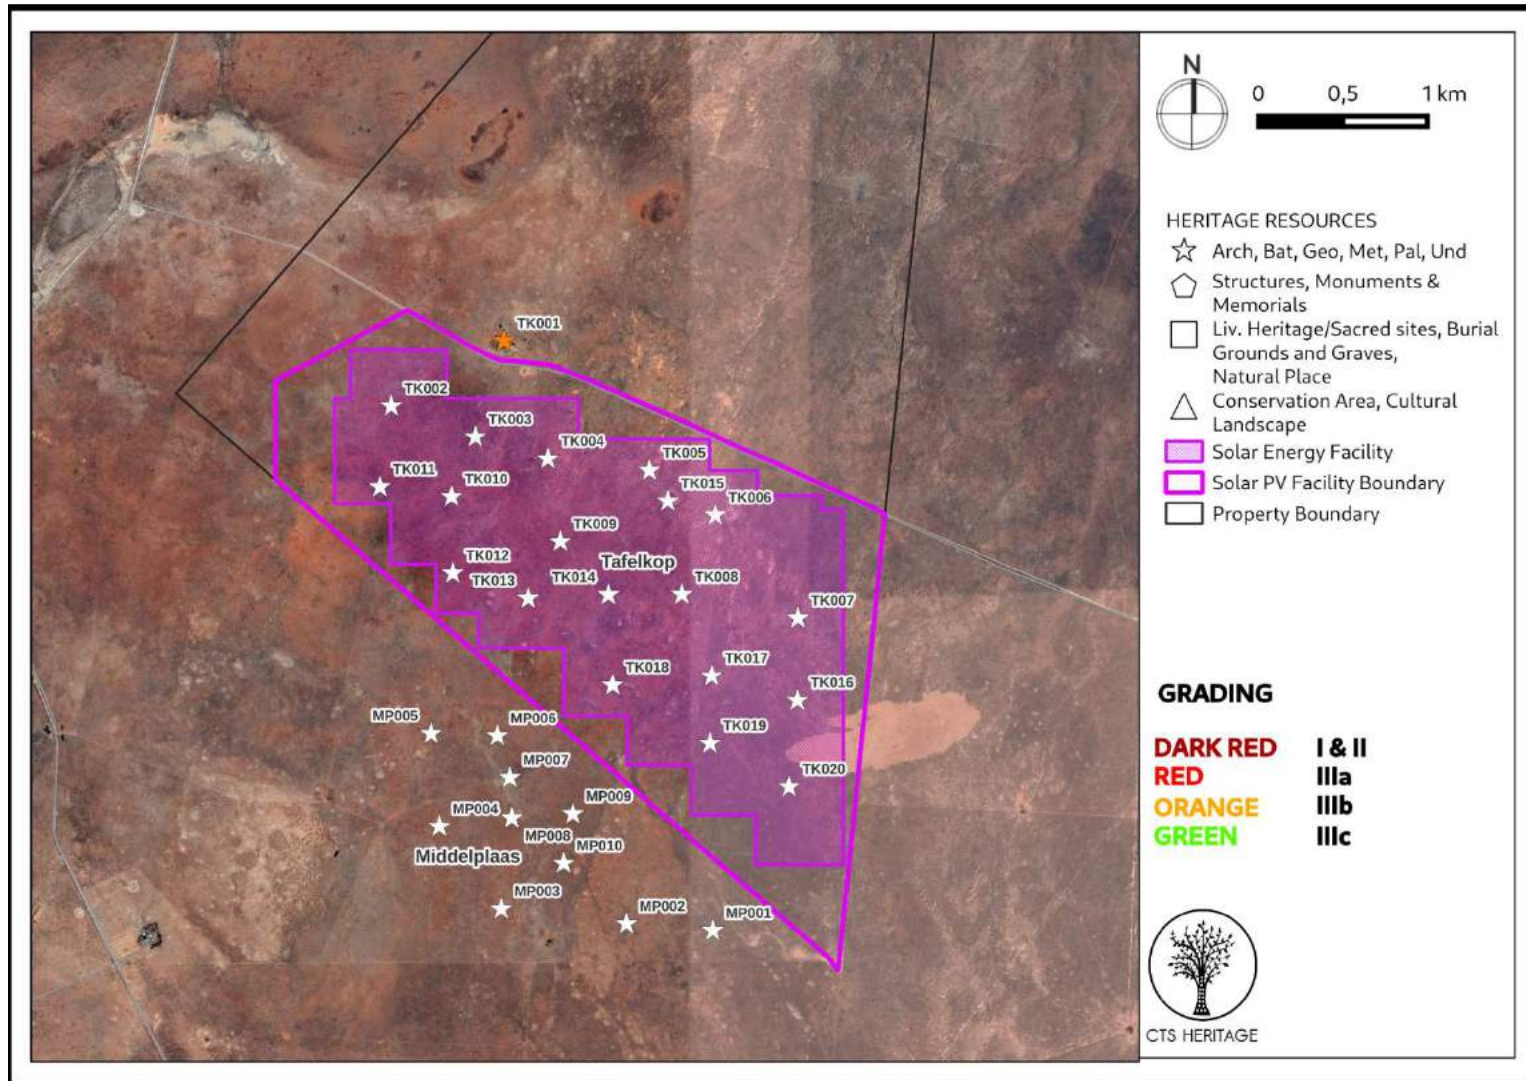 N
0 0,5 1 km
HERITAGE RESOURCES
Arch, Bat, Geo, Met, Pal, Und
Structures, Monuments &
Memorials
Liv. Heritage/Sacred sites, Burial
Grounds and Graves,
Natural Place
Conservation Area, Cultural
Landscape
Solar Energy Facility
Solar PV Facility Boundary
Property Boundary
GRADING
DARK RED I & II
RED IIIa
ORANGE IIIb
GREEN IIIc
CTS HERITAGE
TK001
TK002
TK003
TK004
TK005
TK011
TK010
TK015
TK006
TK009
Tafelkop
TK012
TK013
TK014
TK008
TK007
TK018
TK017
TK016
MP005
MP006
TK019
MP007
TK020
MP004
MP009
MP008
MP010
Middelplaas
MP003
MP002
MP001